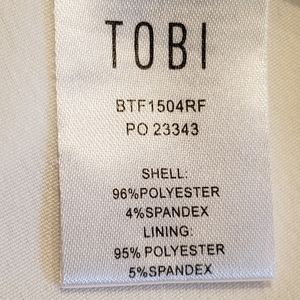 TOBI
BTF1504RF
PO 23343
SHELL:
96%POLYESTER
4%SPANDEX
LINING:
95%POLYESTER
5%SPANDEX